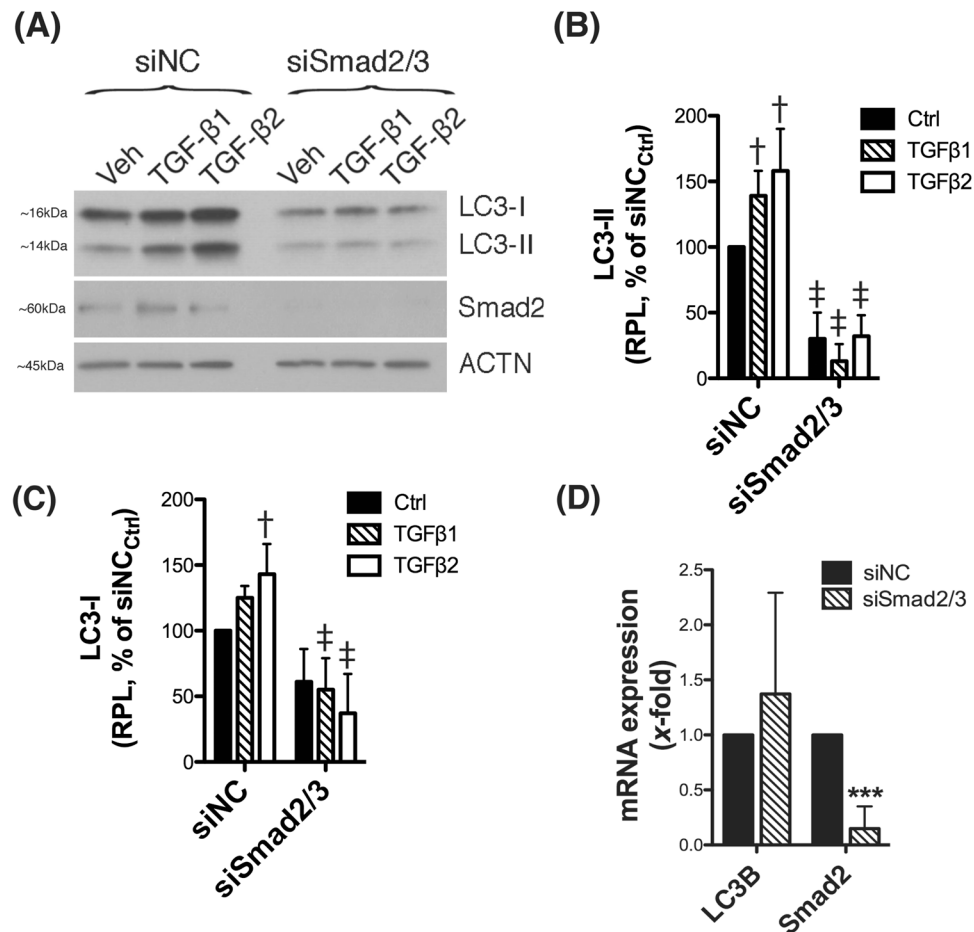 (A)
siNC siSmad2/3
Veh TGF-β1 TGF-β2 Veh TGF-β1 TGF-β2
~16kDa LC3-I
~14kDa LC3-II
~60kDa Smad2
~45kDa ACTN
(B)
LC3-II
(RPL, % of siNCCtrl)
200
150
100
50
0
† †
‡ ‡ ‡
Ctrl
TGFβ1
TGFβ2
siNC
siSmad2/3
(C)
LC3-I
(RPL, % of siNCCtrl)
200
150
100
50
0
†
‡ ‡
Ctrl
TGFβ1
TGFβ2
siNC
siSmad2/3
(D)
mRNA expression
(x-fold)
2.5
2.0
1.5
1.0
0.5
0.0
***
siNC
siSmad2/3
LC3B
Smad2